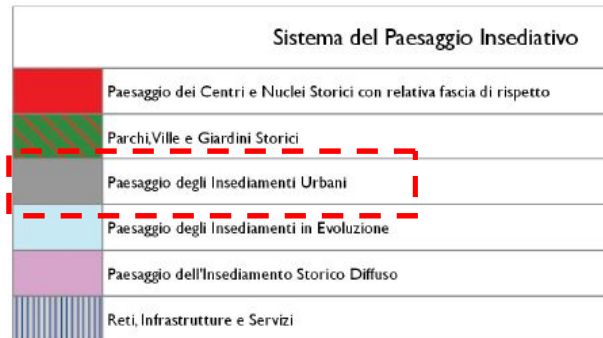 Sistema del Paesaggio Insediativo
Paesaggio dei Centri e Nuclei Storici con relativa fascia di rispetto
Parchi,Ville e Giardini Storici
Paesaggio degli Insediamenti Urbani
Paesaggio degli Insediamenti in Evoluzione
Paesaggio dell'Insediamento Storico Diffuso
Reti, Infrastrutture e Servizi